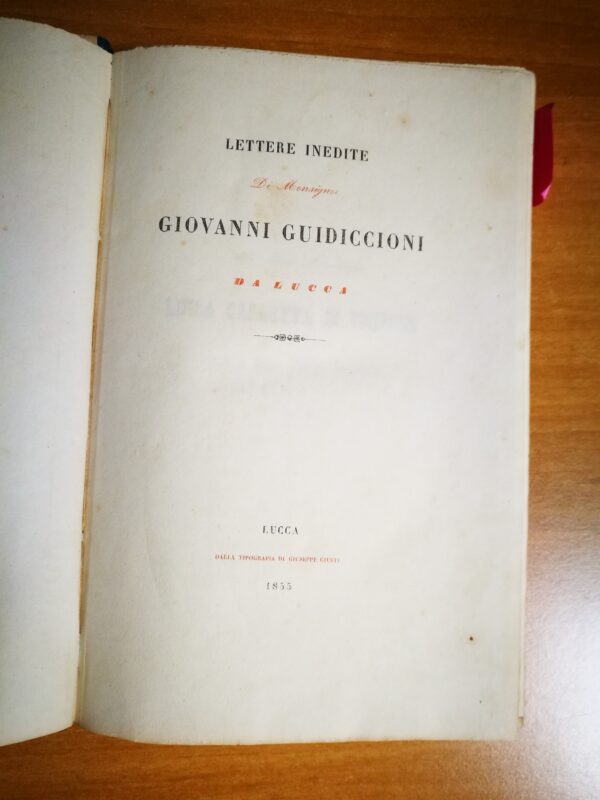 LETTERE INEDITE
Di Monsignor
GIOVANNI GUIDICCIONI
DA LUCCA
LUCCA
DALLA TIPOGRAFIA DI GIUSEPPE GIUSTI
1855